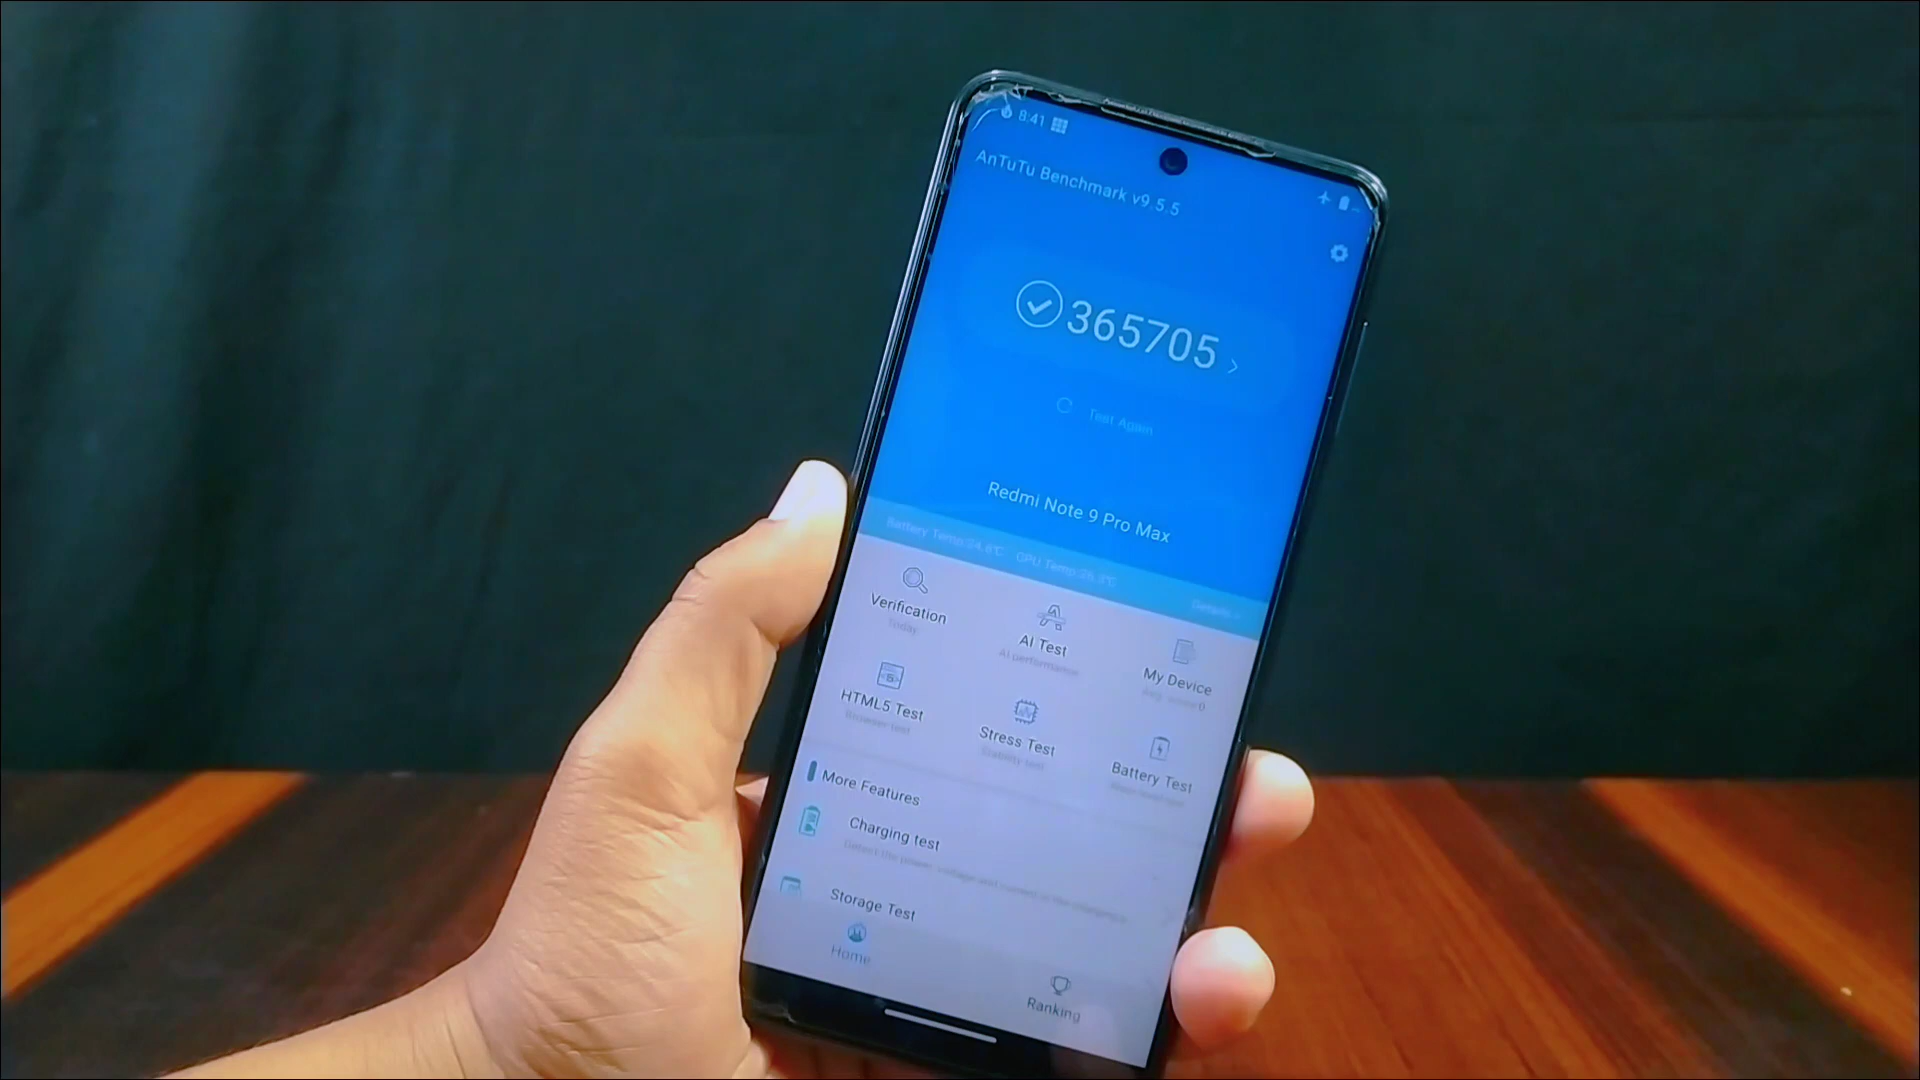 8:41
AnTuTu Benchmark v9.5.5
365705
Test Again
Redmi Note 9 Pro Max
Battery Temp:24.8℃ CPU Temp:26.3℃ Details >
Verification
Today
AI Test
AI performance
My Device
HTML5 Test
Browser test
Stress Test
Stability test
Battery Test
More Features
Charging test
Storage Test
Home
Ranking